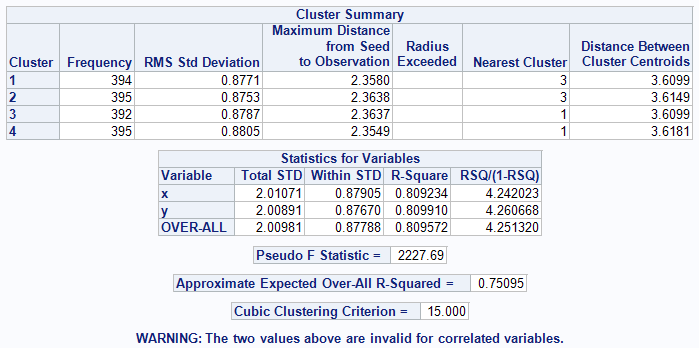 Cluster Summary
Cluster Frequency RMS Std Deviation Maximum Distance from Seed to Observation Radius Exceeded Nearest Cluster Distance Between Cluster Centroids
1 394 0.8771 2.3580 3 3.6099
2 395 0.8753 2.3638 3 3.6149
3 392 0.8787 2.3637 1 3.6099
4 395 0.8805 2.3549 1 3.6181
Statistics for Variables
Variable Total STD Within STD R-Square RSQ/(1-RSQ)
x 2.01071 0.87905 0.809234 4.242023
y 2.00891 0.87670 0.809910 4.260668
OVER-ALL 2.00981 0.87788 0.809572 4.251320
Pseudo F Statistic = 2227.69
Approximate Expected Over-All R-Squared = 0.75095
Cubic Clustering Criterion = 15.000
WARNING: The two values above are invalid for correlated variables.